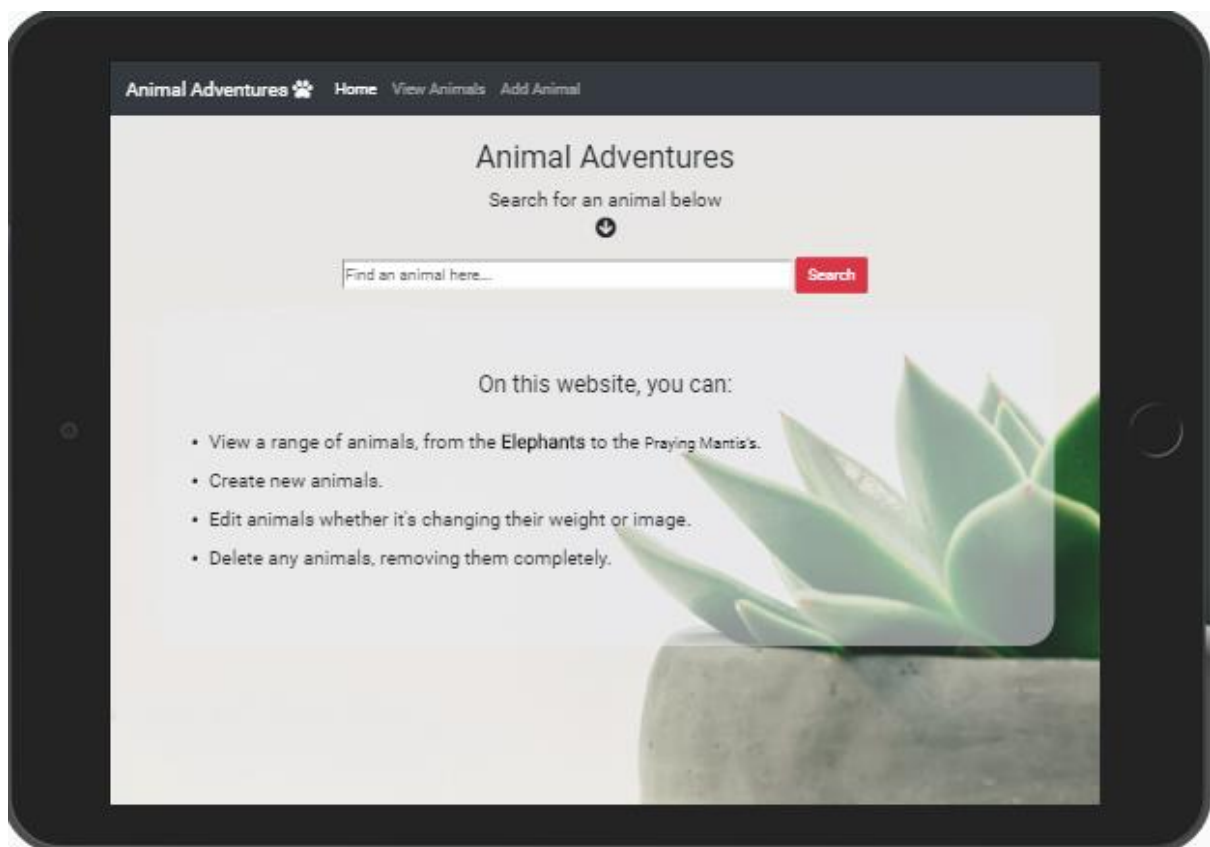 Animal Adventures Home View Animals Add Animal
Animal Adventures
Search for an animal below
Find an animal here.... Search
On this website, you can:
• View a range of animals, from the Elephants to the Praying Mantis's.
• Create new animals.
• Edit animals whether it's changing their weight or image.
• Delete any animals, removing them completely.